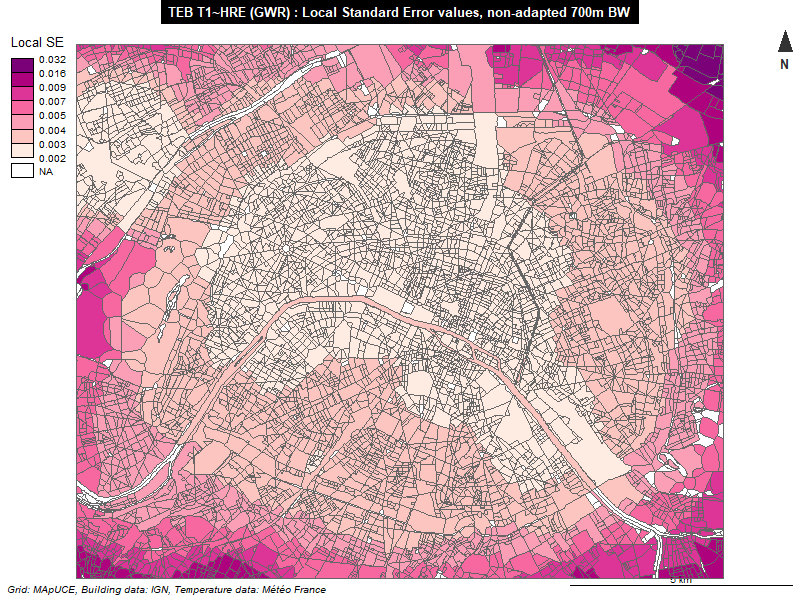 TEB T1~HRE (GWR) : Local Standard Error values, non-adapted 700m BW
Local SE
0.032
0.016
0.009
0.007
0.005
0.004
0.003
0.002
NA
N
5 km
Grid: MApUCE, Building data: IGN, Temperature data: Météo France